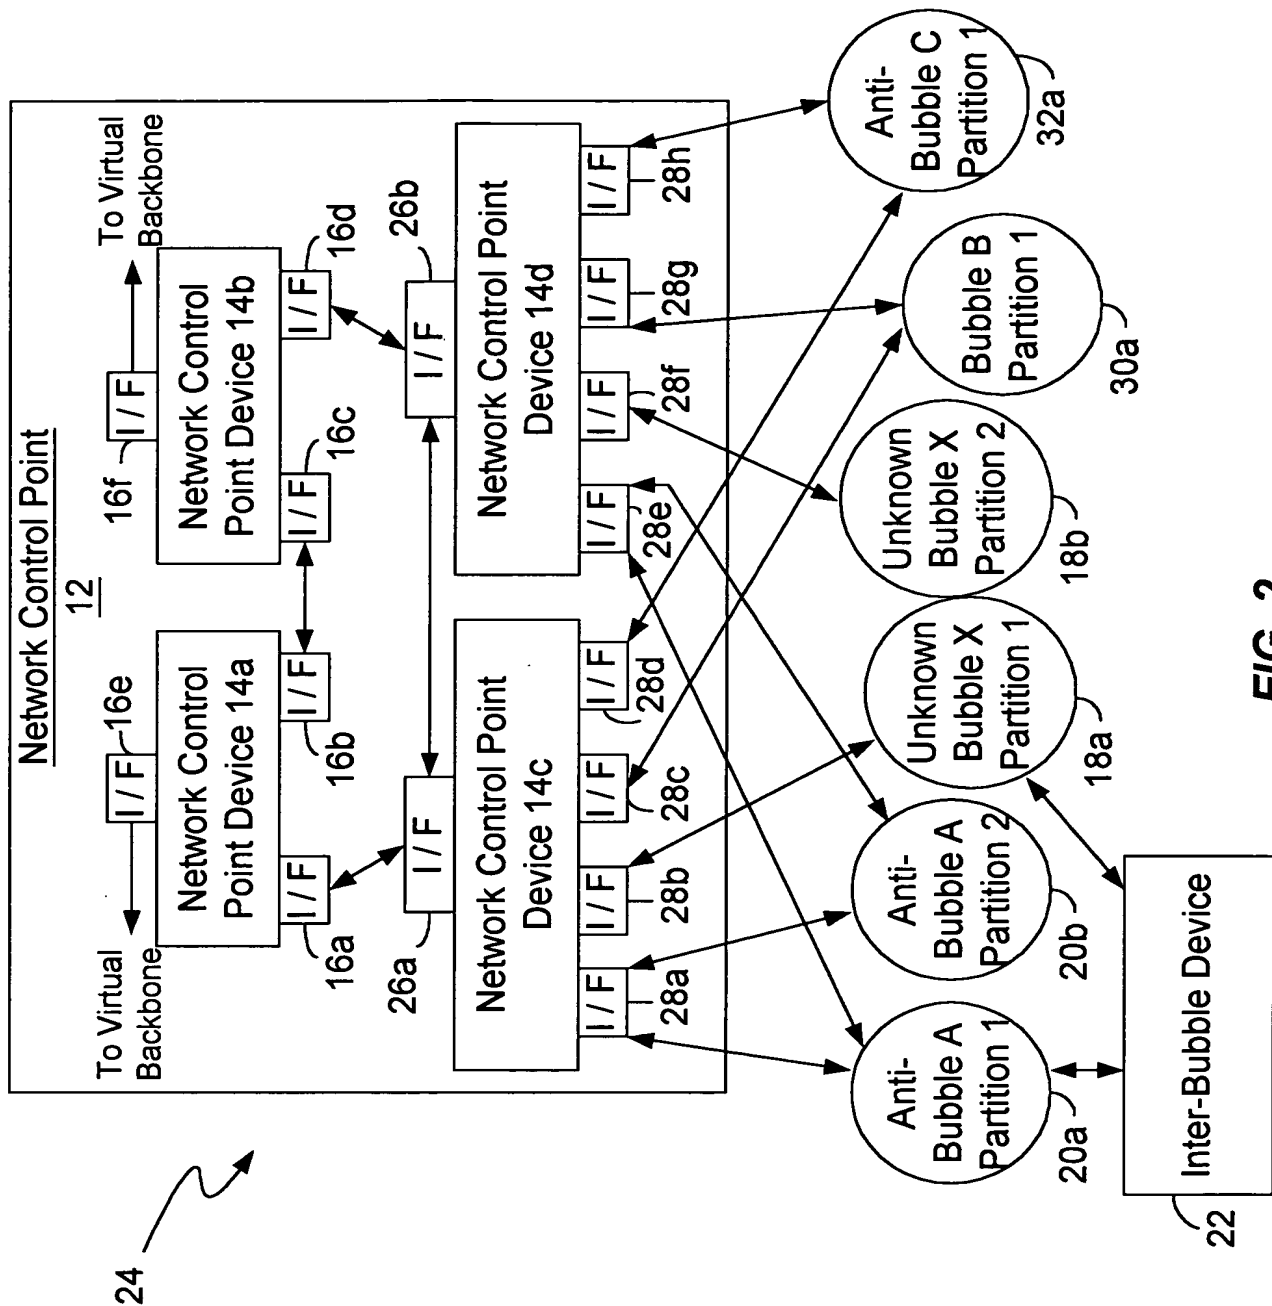 24
Network Control Point
12
To Virtual
Backbone
16e
16f
To Virtual
Backbone
I / F
I / F
Network Control
Point Device 14a
Network Control
Point Device 14b
I / F
I / F
I / F
I / F
16a
16b
16c
16d
26a
I / F
I / F
26b
Network Control Point
Device 14c
Network Control Point
Device 14d
I / F
I / F
I / F
I / F
I / F
I / F
I / F
I / F
28a
28b
28c
28d
28e
28f
28g
28h
Anti-
Bubble A
Partition 1
20a
Anti-
Bubble A
Partition 2
20b
Unknown
Bubble X
Partition 1
18a
Unknown
Bubble X
Partition 2
18b
Bubble B
Partition 1
30a
Anti-
Bubble C
Partition 1
32a
22
Inter-Bubble Device
FIG. 2